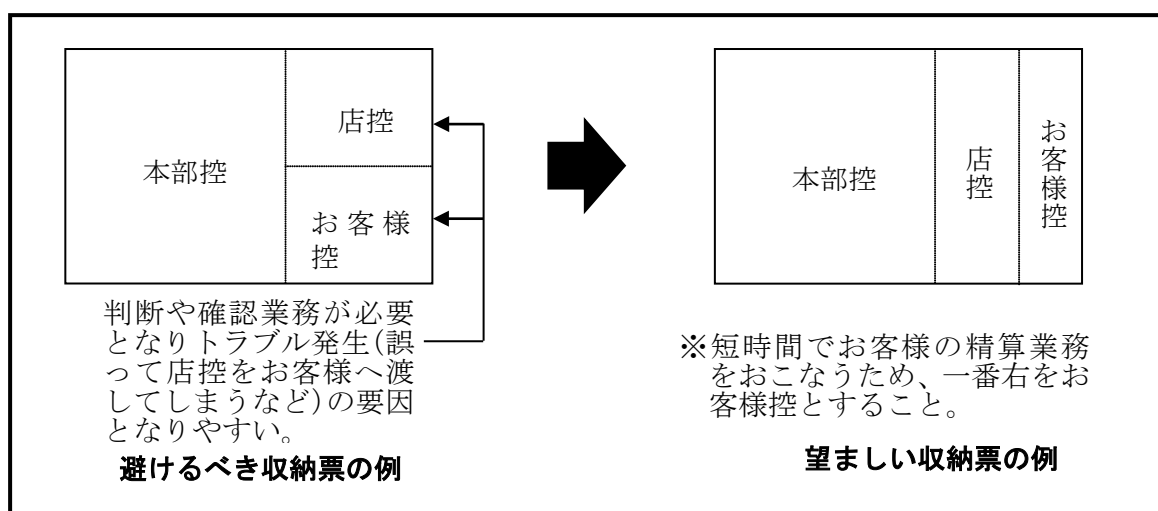 本部控
店控
お客様
控
判断や確認業務が必要
となりトラブル発生(誤
って店控をお客様へ渡
してしまうなど)の要因
となりやすい。
避けるべき収納票の例
本部控
店控
お客様控
※短時間でお客様の精算業務
をおこなうため、一番右をお
客様控とすること。
望ましい収納票の例